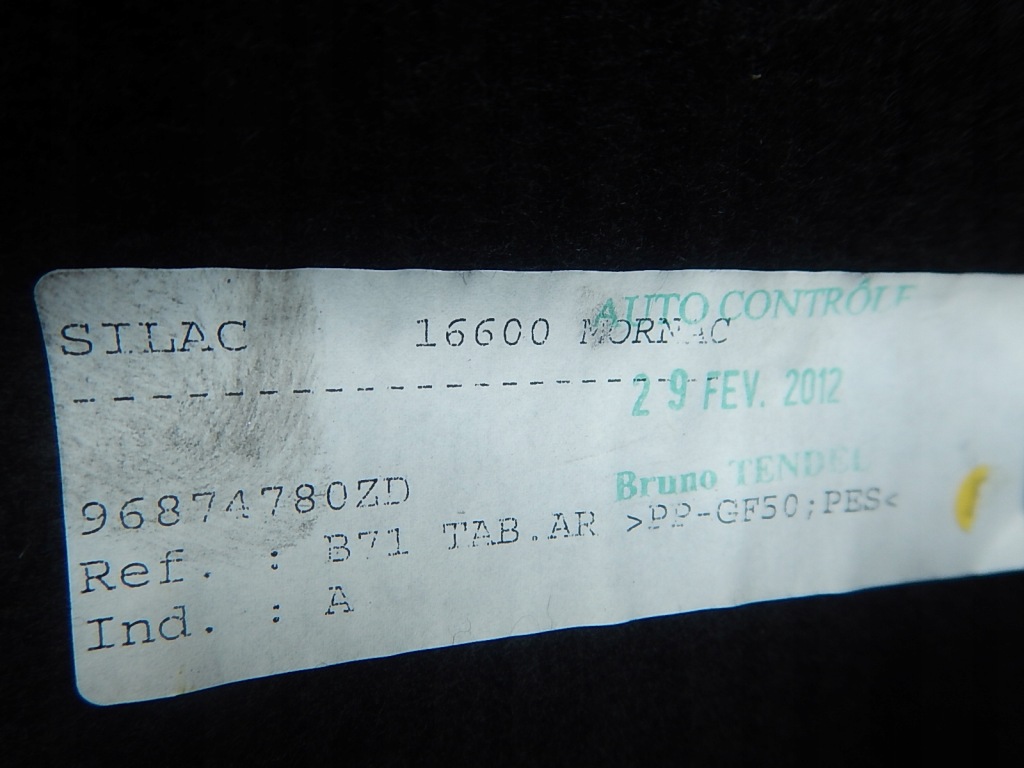 AUTO CONTRÔLE
SILAC 16600 MORNAC
--------------------
29 FEV. 2012
Bruno TENDEL
96874780ZD
Ref. : B71 TAB.AR >PP-GF50;PES<
Ind. : A